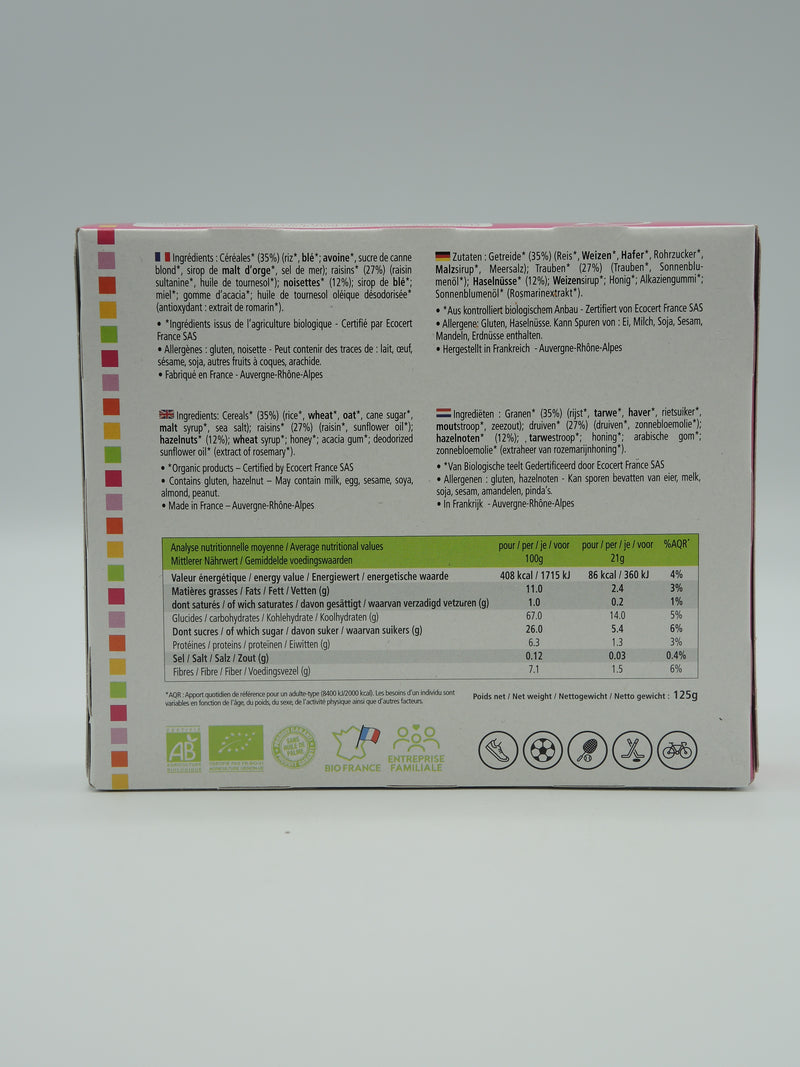 Ingrédients : Céréales* (35%) (riz*, blé*; avoine*, sucre de canne
blond*, sirop de malt d'orge*, sel de mer); raisins* (27%) (raisin
sultanine*, huile de tournesol*); noisettes* (12%); sirop de blé*;
miel*; gomme d'acacia*; huile de tournesol oléique désodorisée*
(antioxydant : extrait de romarin*).
• *Ingrédients issus de l'agriculture biologique - Certifié par Ecocert
France SAS
• Allergènes : gluten, noisette - Peut contenir des traces de : lait, œuf,
sésame, soja, autres fruits à coques, arachide.
• Fabriqué en France - Auvergne-Rhône-Alpes
Zutaten : Getreide* (35%) (Reis*, Weizen*, Hafer*, Rohrzucker*,
Malzsirup*, Meersalz); Trauben* (27%) (Trauben*, Sonnenblu-
menöl*); Haselnüsse* (12%); Weizensirup*; Honig*; Alkaziengummi*;
Sonnenblumenöl* (Rosmarinextrakt*).
• *Aus kontrolliert biologischem Anbau - Zertifiert von Ecocert France SAS
• Allergene: Gluten, Haselnüsse. Kann Spuren von : Ei, Milch, Soja, Sesam,
Mandeln, Erdnüsse enthalten.
• Hergestellt in Frankreich - Auvergne-Rhône-Alpes
Ingredients: Cereals* (35%) (rice*, wheat*, oat*, cane sugar*,
malt syrup*, sea salt); raisins* (27%) (raisin*, sunflower oil*);
hazelnuts* (12%); wheat syrup*; honey*; acacia gum*; deodorized
sunflower oil* (extract of rosemary*).
• *Organic products – Certified by Ecocert France SAS
• Contains gluten, hazelnut – May contain milk, egg, sesame, soya,
almond, peanut.
• Made in France – Auvergne-Rhône-Alpes
Ingrediëten : Granen* (35%) (rijst*, tarwe*, haver*, rietsuiker*,
moutstroop*, zeezout); druiven* (27%) (druiven*, zonnebloemolie*);
hazelnoten* (12%); tarwestroop*; honing*; arabische gom*;
zonnebloemolie* (extraheer van rozemarijnhoning*).
• *Van Biologische teelt Gedertificeerd door Ecocert France SAS
• Allergenen : gluten, hazelnoten - Kan sporen bevatten van eier, melk,
soja, sesam, amandelen, pinda's.
• In Frankrijk - Auvergne-Rhône-Alpes
Analyse nutritionnelle moyenne / Average nutritional values pour / per / je / voor pour / per / je / voor %AQR*
Mittlerer Nährwert / Gemiddelde voedingswaarden 100g 21g
Valeur énergétique / energy value / Energiewert / energetische waarde 408 kcal / 1715 kJ 86 kcal / 360 kJ 4%
Matières grasses / Fats / Fett / Vetten (g) 11.0 2.4 3%
dont saturés / of wich saturates / davon gesättigt / waarvan verzadigd vetzuren (g) 1.0 0.2 1%
Glucides / carbohydrates / Kohlehydrate / Koolhydraten (g) 67.0 14.0 5%
Dont sucres / of which sugar / davon suker / waarvan suikers (g) 26.0 5.4 6%
Protéines / proteins / proteïnen / Eiwitten (g) 6.3 1.3 3%
Sel / Salt / Salz / Zout (g) 0.12 0.03 0.4%
Fibres / Fibre / Fiber / Voedingsvezel (g) 7.1 1.5 6%
*AQR : Apport quotidien de référence pour un adulte-type (8400 kJ/2000 kcal). Les besoins d'un individu sont
variables en fonction de l'âge, du poids, du sexe, de l'activité physique ainsi que d'autres facteurs.
Poids net / Net weight / Nettogewicht / Netto gewicht : 125g
CERTIFIÉ
AB
AGRICULTURE
BIOLOGIQUE
SANS
HUILE DE
PALME
BIO FRANCE
ENTREPRISE
FAMILIALE